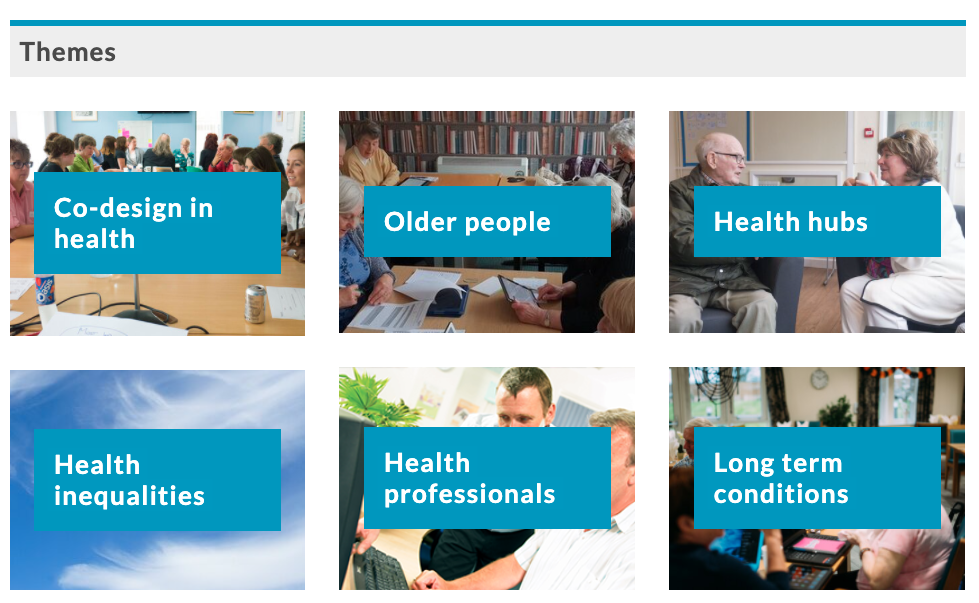 Themes
Co-design in
health
Older people
Health hubs
Health
inequalities
Health
professionals
Long term
conditions